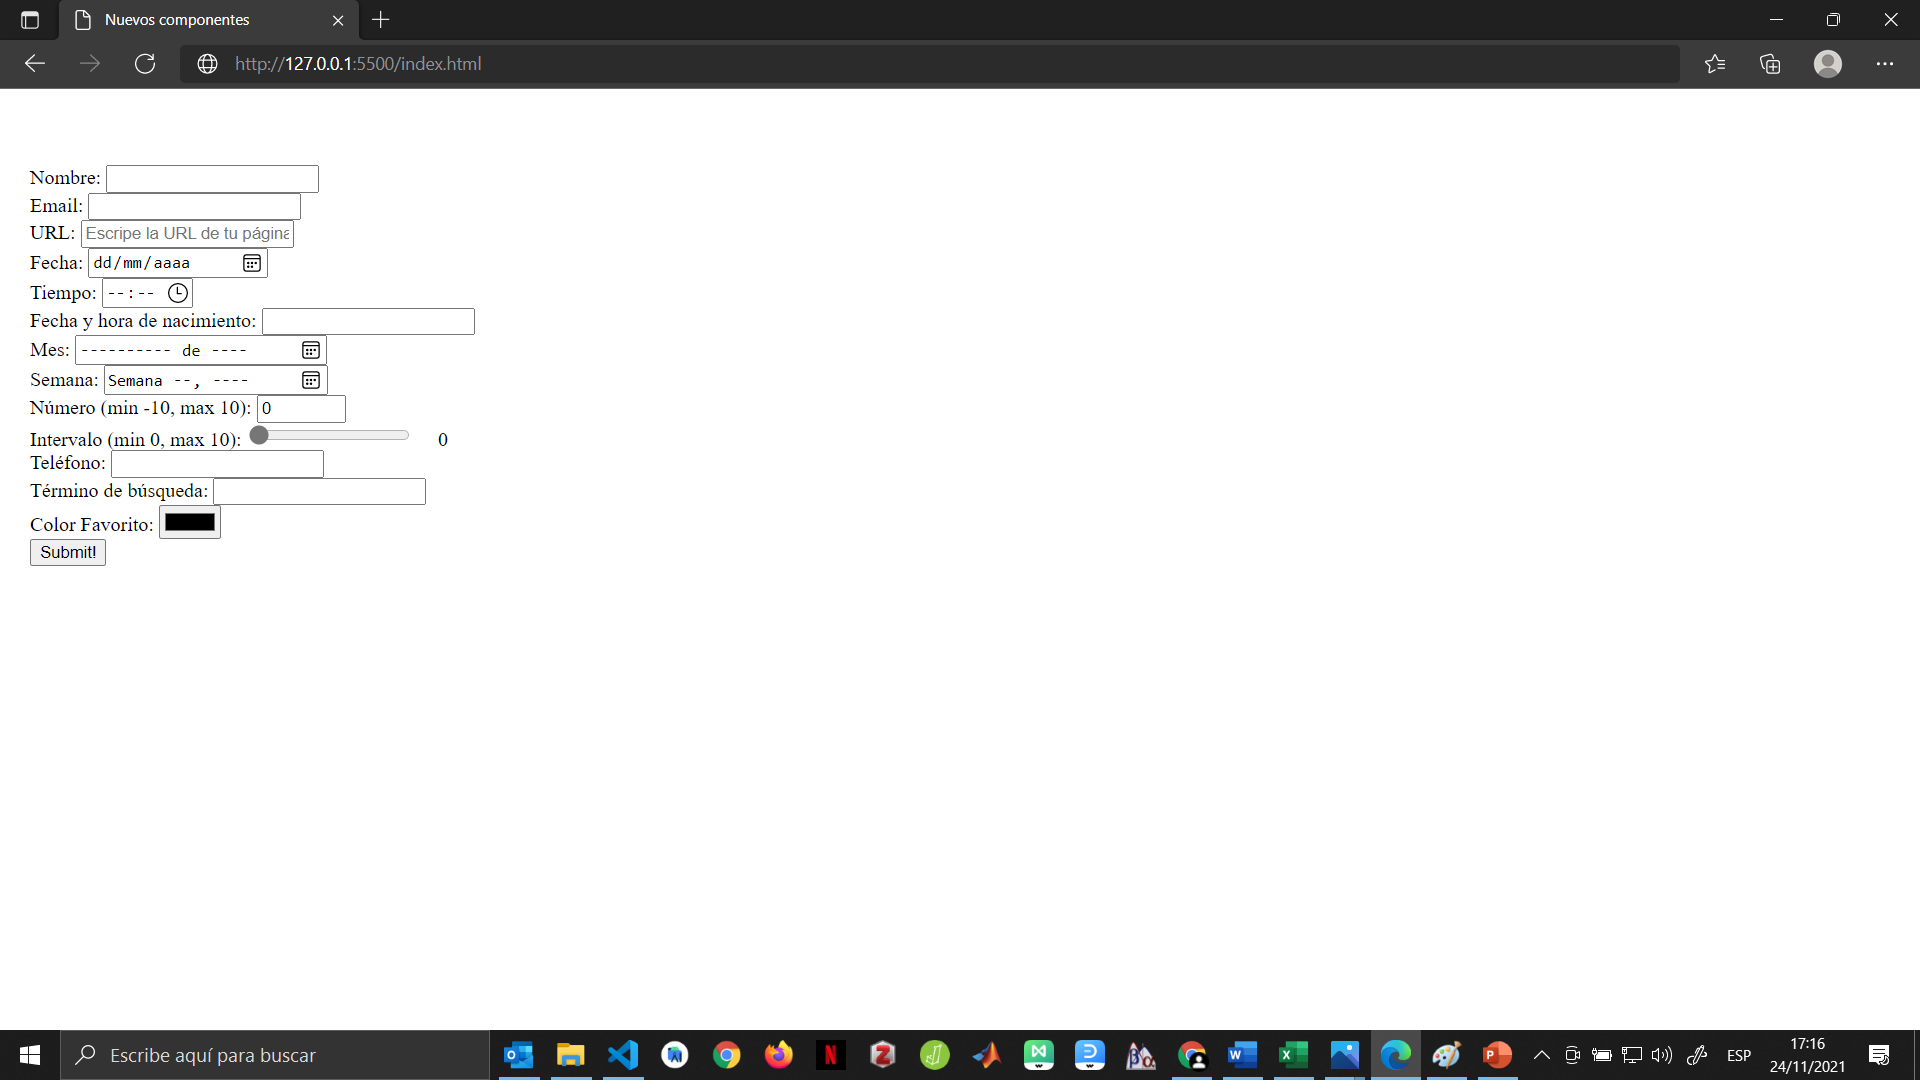 Nuevos componentes
http://127.0.0.1:5500/index.html
Nombre:
Email:
URL: Escripe la URL de tu página
Fecha: dd/mm/aaaa
Tiempo: --:--
Fecha y hora de nacimiento:
Mes: ---------- de ----
Semana: Semana --, ----
Número (min -10, max 10): 0
Intervalo (min 0, max 10): 0
Teléfono:
Término de búsqueda:
Color Favorito:
Submit!
Escribe aquí para buscar
ESP
17:16
24/11/2021